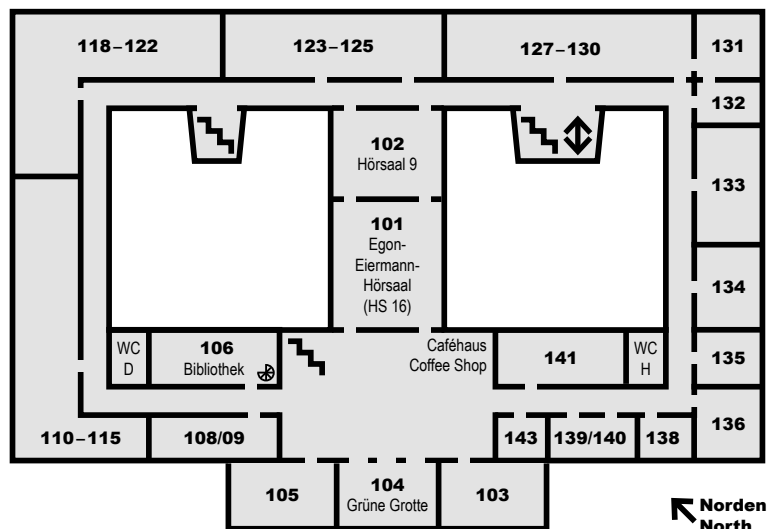 118–122
123–125
127–130
131
132
102
Hörsaal 9
133
101
Egon-
Eiermann-
Hörsaal
(HS 16)
134
WC
D
106
Bibliothek
Caféhaus
Coffee Shop
141
WC
H
135
110–115
108/09
143
139/140
138
136
105
104
Grüne Grotte
103
Norden
North